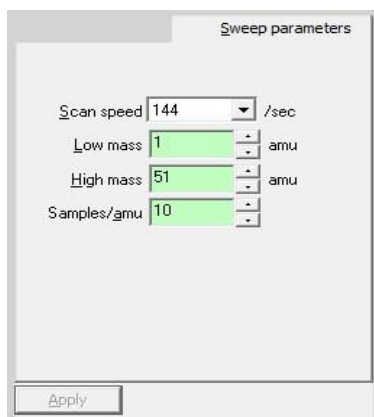 Sweep parameters
Scan speed 144 /sec
Low mass 1 amu
High mass 51 amu
Samples/amu 10
Apply